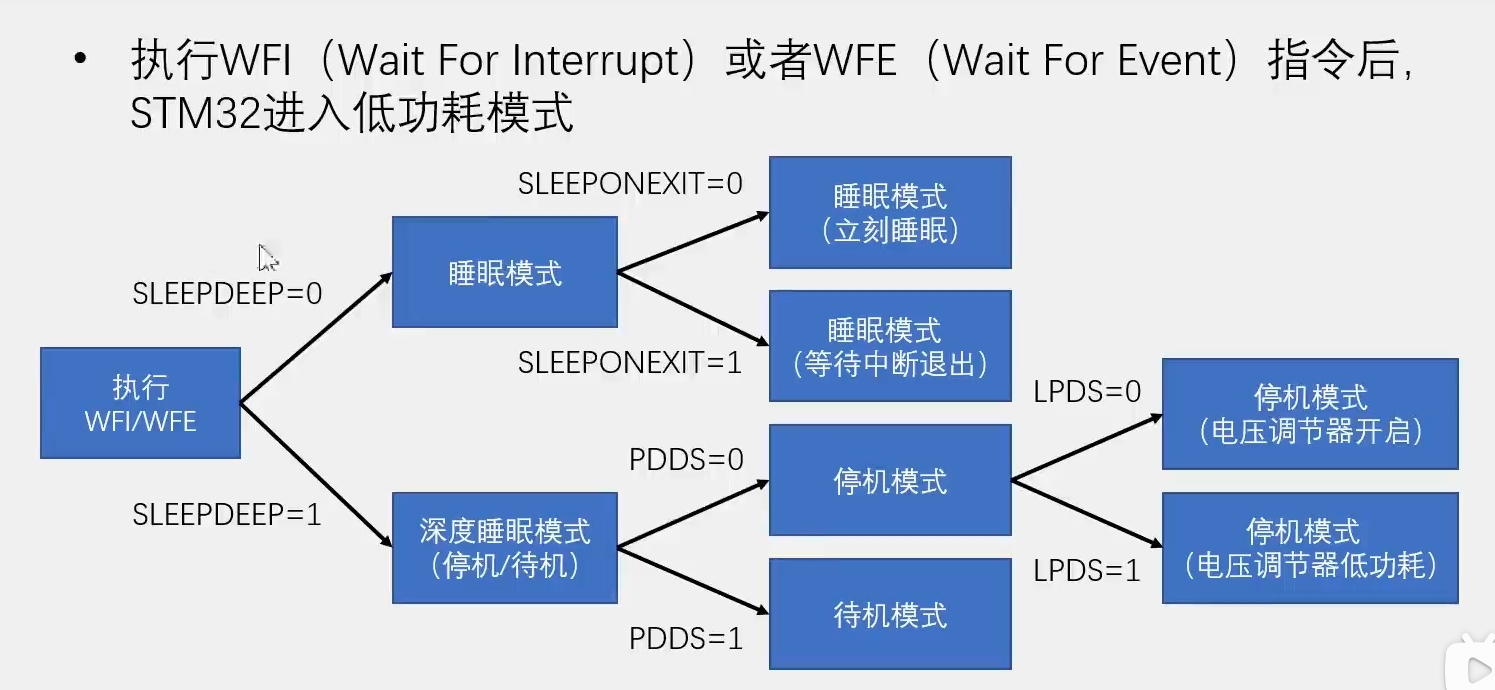 • 执行WFI（Wait For Interrupt）或者WFE（Wait For Event）指令后，
STM32进入低功耗模式
SLEEPONEXIT=0
睡眠模式
（立刻睡眠）
SLEEPDEEP=0
睡眠模式
SLEEPONEXIT=1
睡眠模式
（等待中断退出）
执行
WFI/WFE
LPDS=0
停机模式
（电压调节器开启）
PDDS=0
停机模式
SLEEPDEEP=1
深度睡眠模式
（停机/待机）
LPDS=1
停机模式
（电压调节器低功耗）
PDDS=1
待机模式